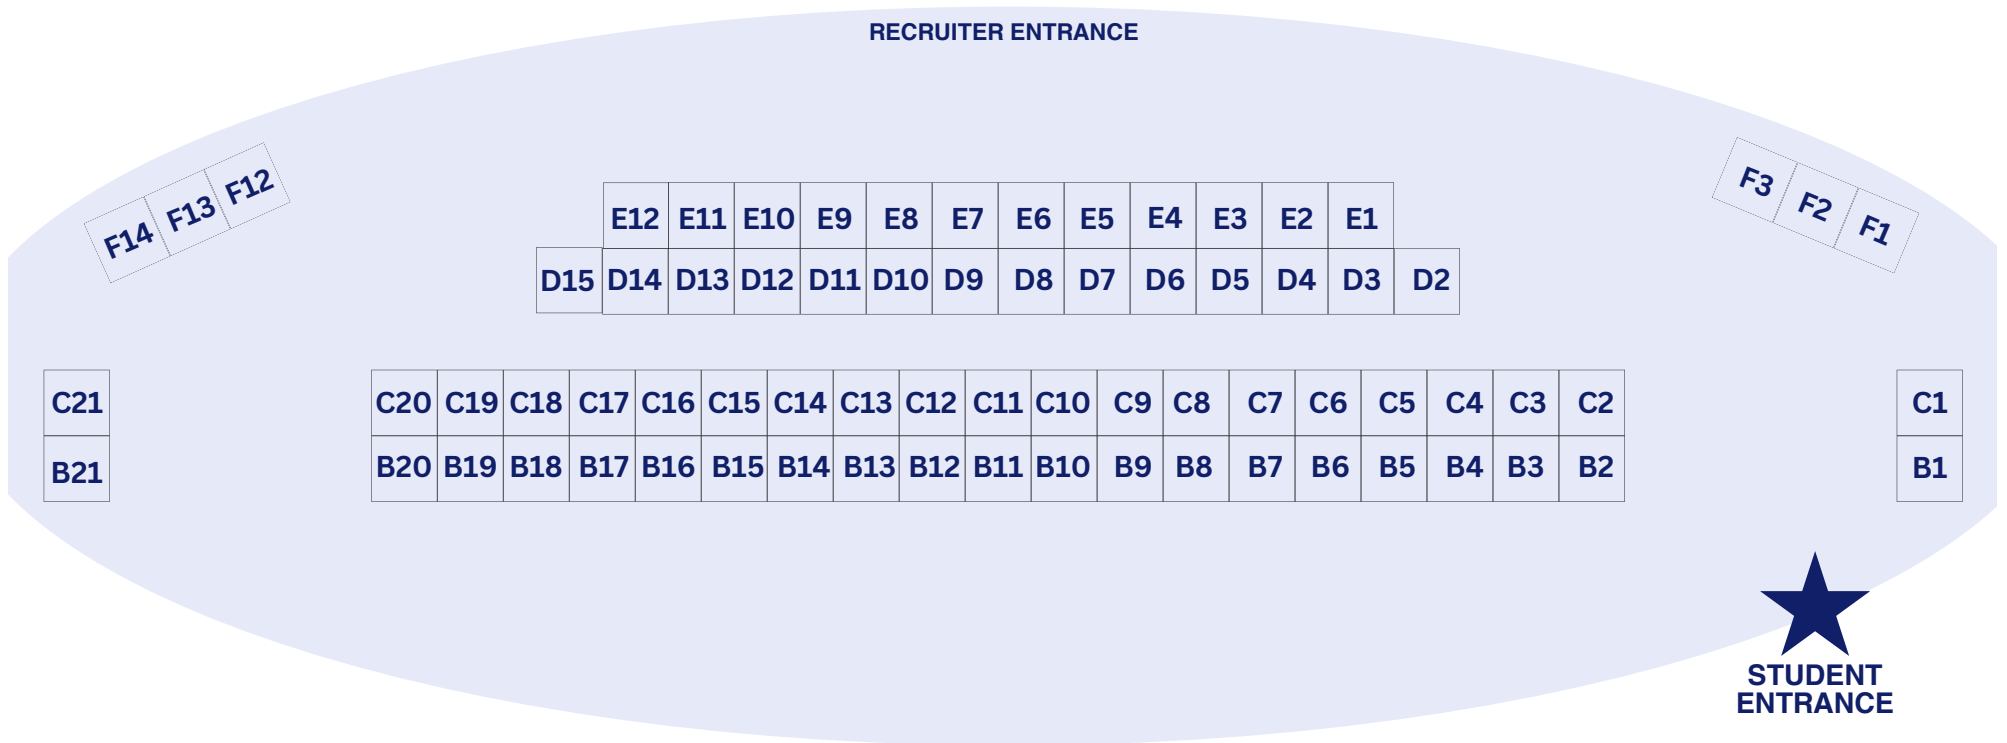 RECRUITER ENTRANCE
F14 F13 F12
F3 F2 F1
E12 E11 E10 E9 E8 E7 E6 E5 E4 E3 E2 E1
D15 D14 D13 D12 D11 D10 D9 D8 D7 D6 D5 D4 D3 D2
C21 C20 C19 C18 C17 C16 C15 C14 C13 C12 C11 C10 C9 C8 C7 C6 C5 C4 C3 C2 C1
B21 B20 B19 B18 B17 B16 B15 B14 B13 B12 B11 B10 B9 B8 B7 B6 B5 B4 B3 B2 B1
STUDENT
ENTRANCE